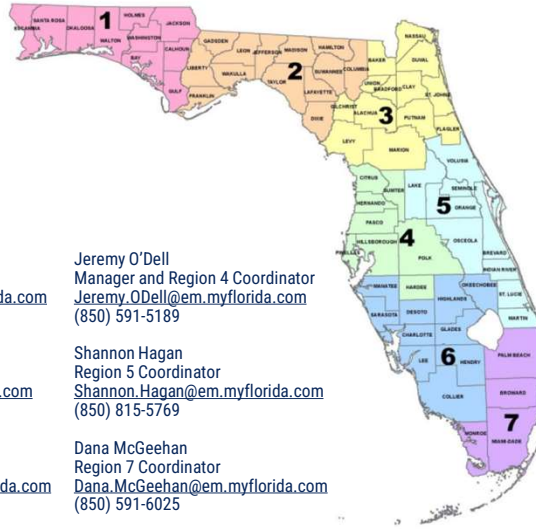 HOLMES
JACKSON
SANTA ROSA
OKALOOSA
1
ESCAMBIA
WALTON
WASHINGTON
CALHOUN
BAY
GULF
GADSDEN
LEON
JEFFERSON
MADISON
HAMILTON
LIBERTY
WAKULLA
2
SUWANNEE
COLUMBIA
TAYLOR
LAFAYETTE
FRANKLIN
DIXIE
NASSAU
BAKER
DUVAL
UNION
BRADFORD
CLAY
ST. JOHNS
GILCHRIST
ALACHUA
3
PUTNAM
FLAGLER
LEVY
MARION
VOLUSIA
CITRUS
SUMTER
LAKE
SEMINOLE
HERNANDO
5
ORANGE
PASCO
HILLSBOROUGH
4
OSCEOLA
PINELLAS
POLK
BREVARD
INDIAN RIVER
MANATEE
HARDEE
HIGHLANDS
OKEECHOBEE
ST. LUCIE
SARASOTA
DESOTO
MARTIN
CHARLOTTE
GLADES
LEE
6
HENDRY
PALM BEACH
COLLIER
BROWARD
7
MONROE
MIAMI-DADE
Jeremy O’Dell
Manager and Region 4 Coordinator
da.com Jeremy.ODell@em.myflorida.com
(850) 591-5189
Shannon Hagan
Region 5 Coordinator
.com Shannon.Hagan@em.myflorida.com
(850) 815-5769
Dana McGeehan
Region 7 Coordinator
da.com Dana.McGeehan@em.myflorida.com
(850) 591-6025